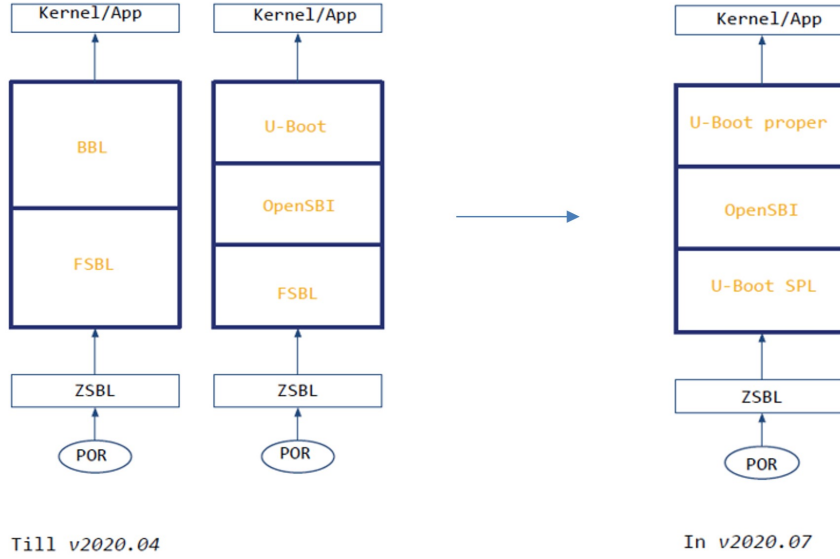 Kernel/App
BBL
FSBL
ZSBL
POR
Kernel/App
U-Boot
OpenSBI
FSBL
ZSBL
POR
Till v2020.04
Kernel/App
U-Boot proper
OpenSBI
U-Boot SPL
ZSBL
POR
In v2020.07